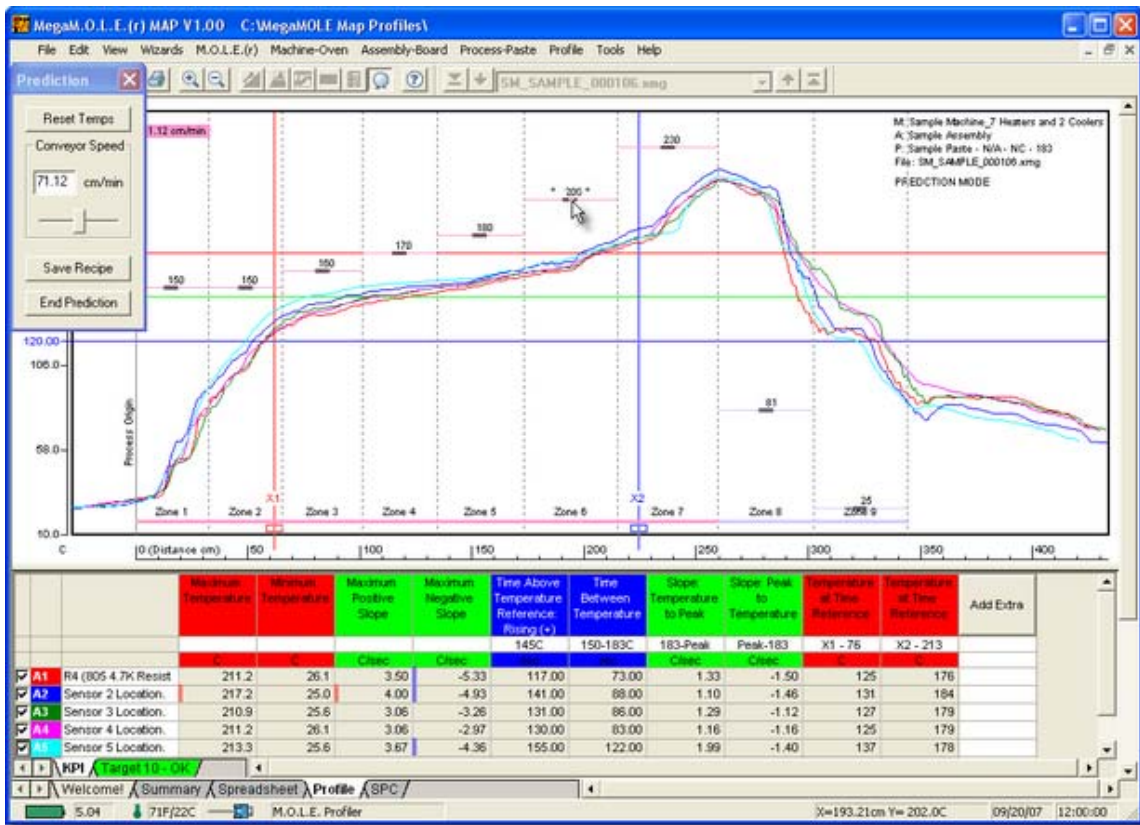 MegaM.O.L.E.(r) MAP V1.00 C:\MegaMOLE Map Profiles\
File Edit View Wizards M.O.L.E.(r) Machine-Oven Assembly-Board Process-Paste Profile Tools Help
Prediction
SM_SAMPLE_000106.xmg
Reset Temps
Conveyor Speed
71.12 cm/min
Save Recipe
End Prediction
1.12 cm/min
M: Sample Machine_7 Heaters and 2 Coolers
A: Sample Assembly
P: Sample Paste - N/A - NC - 183
File: SM_SAMPLE_000106.xmg
PREDCTION MODE
230
* 200 *
180
170
160
150 150
81
25
120.00
105.0
58.0
10.0
Process Origin
X1 X2
Zone 1 Zone 2 Zone 3 Zone 4 Zone 5 Zone 6 Zone 7 Zone 8 Zone 9
C |0 (Distance cm) |50 |100 |150 |200 |250 |300 |350 |400
Maximum Temperature Minimum Temperature Maximum Positive Slope Maximum Negative Slope Time Above Temperature Reference: Rising (+) Time Between Temperature Slope: Temperature to Peak Slope: Peak to Temperature Temperature at Time Reference Temperature at Time Reference Add Extra
145C 150-183C 183-Peak Peak-183 X1 - 76 X2 - 213
C C C/sec C/sec C/sec C/sec C C
A1 R4 (805 4.7K Resist 211.2 26.1 3.50 -5.33 117.00 73.00 1.33 -1.50 125 176
A2 Sensor 2 Location. 217.2 25.0 4.00 -4.93 141.00 88.00 1.10 -1.46 131 184
A3 Sensor 3 Location. 210.9 25.6 3.06 -3.26 131.00 86.00 1.29 -1.12 127 179
A4 Sensor 4 Location. 211.2 26.1 3.06 -2.97 130.00 83.00 1.16 -1.16 125 179
A5 Sensor 5 Location. 213.3 25.6 3.67 -4.36 155.00 122.00 1.99 -1.40 137 178
KPI Target 10 - OK
Welcome! Summary Spreadsheet Profile SPC
5.04 71F/22C M.O.L.E. Profiler X=193.21cm Y= 202.0C 09/20/07 12:00:00